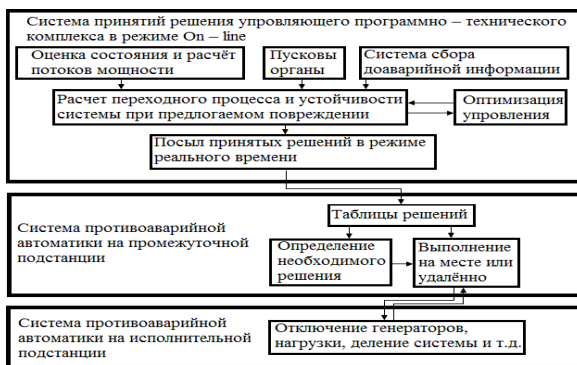 Система принятий решения упровляющего программно – технического
комплекса в режиме On – line
Оценка состояния и расчёт
потоков мощности
Пусковы
органы
Система сбора
доаварийной информации
Расчет переходного процесса и устойчивости
системы при предлогаемом повреждении
Оптимизация
упровления
Посыл принятых решений в режиме
реального времени
Система противоаварийной
автоматики на промежуточной
подстанции
Таблицы решений
Определение
необходимого
решения
Выполнение
на месте или
удалённо
Система противоаварийной
автоматики на исполнительной
подстанции
Отключение генераторов,
нагрузки, деление системы и т.д.